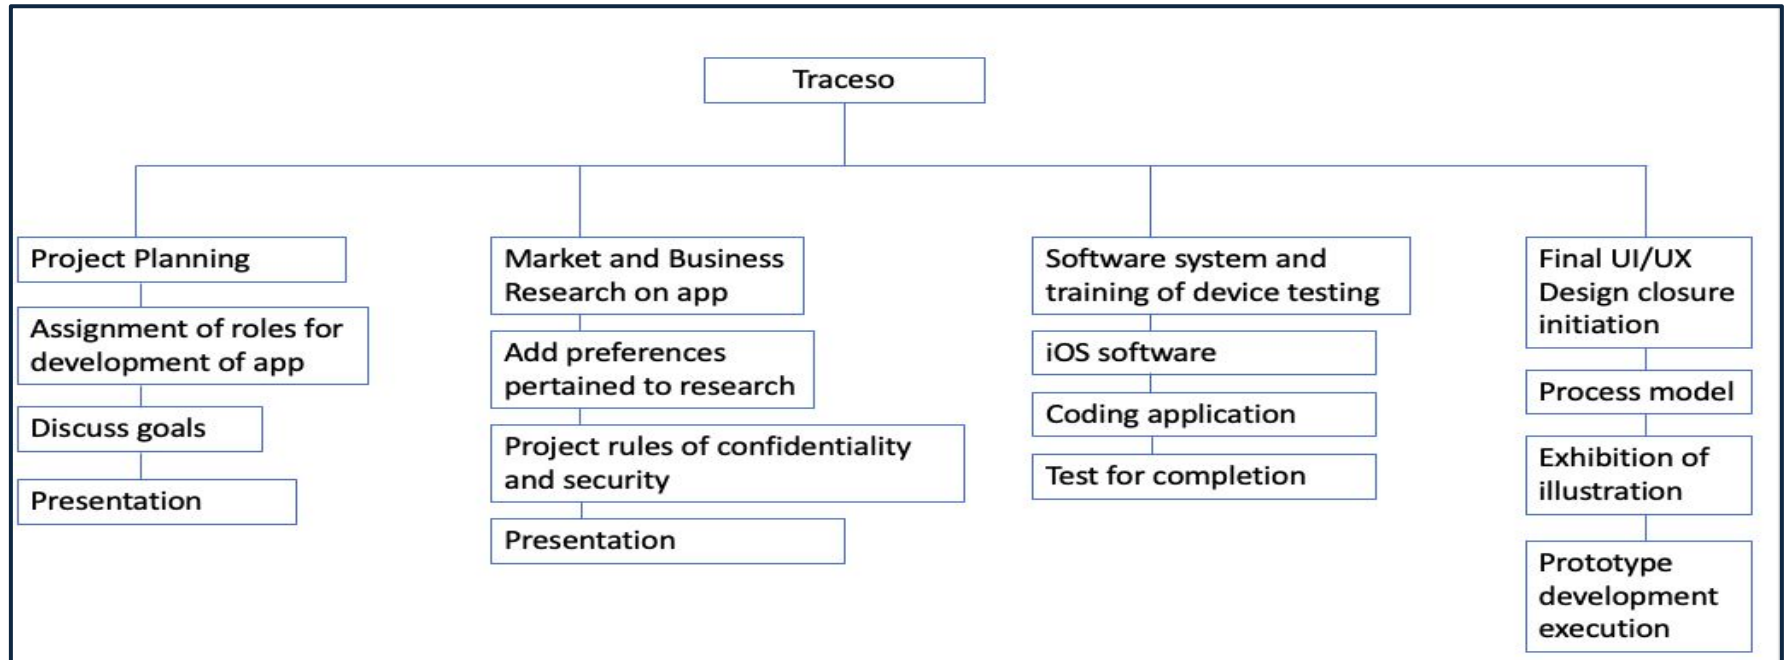 Traceso
Project Planning
Assignment of roles for
development of app
Discuss goals
Presentation
Market and Business
Research on app
Add preferences
pertained to research
Project rules of confidentiality
and security
Presentation
Software system and
training of device testing
iOS software
Coding application
Test for completion
Final UI/UX
Design closure
initiation
Process model
Exhibition of
illustration
Prototype
development
execution